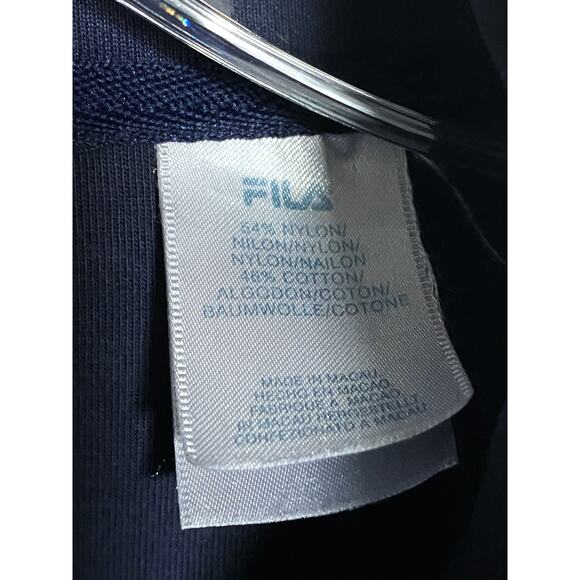 FILA
54% NYLON/
NILON/NYLON/
NYLON/NAILON
46% COTTON/
ALGODON/COTON/
BAUMWOLLE/COTONE
MADE IN MACAU
HECHO EN MACAO
FABRIQUE A MACAO
IN MACAU HERGESTELLT
CONFEZIONATO A MACAU